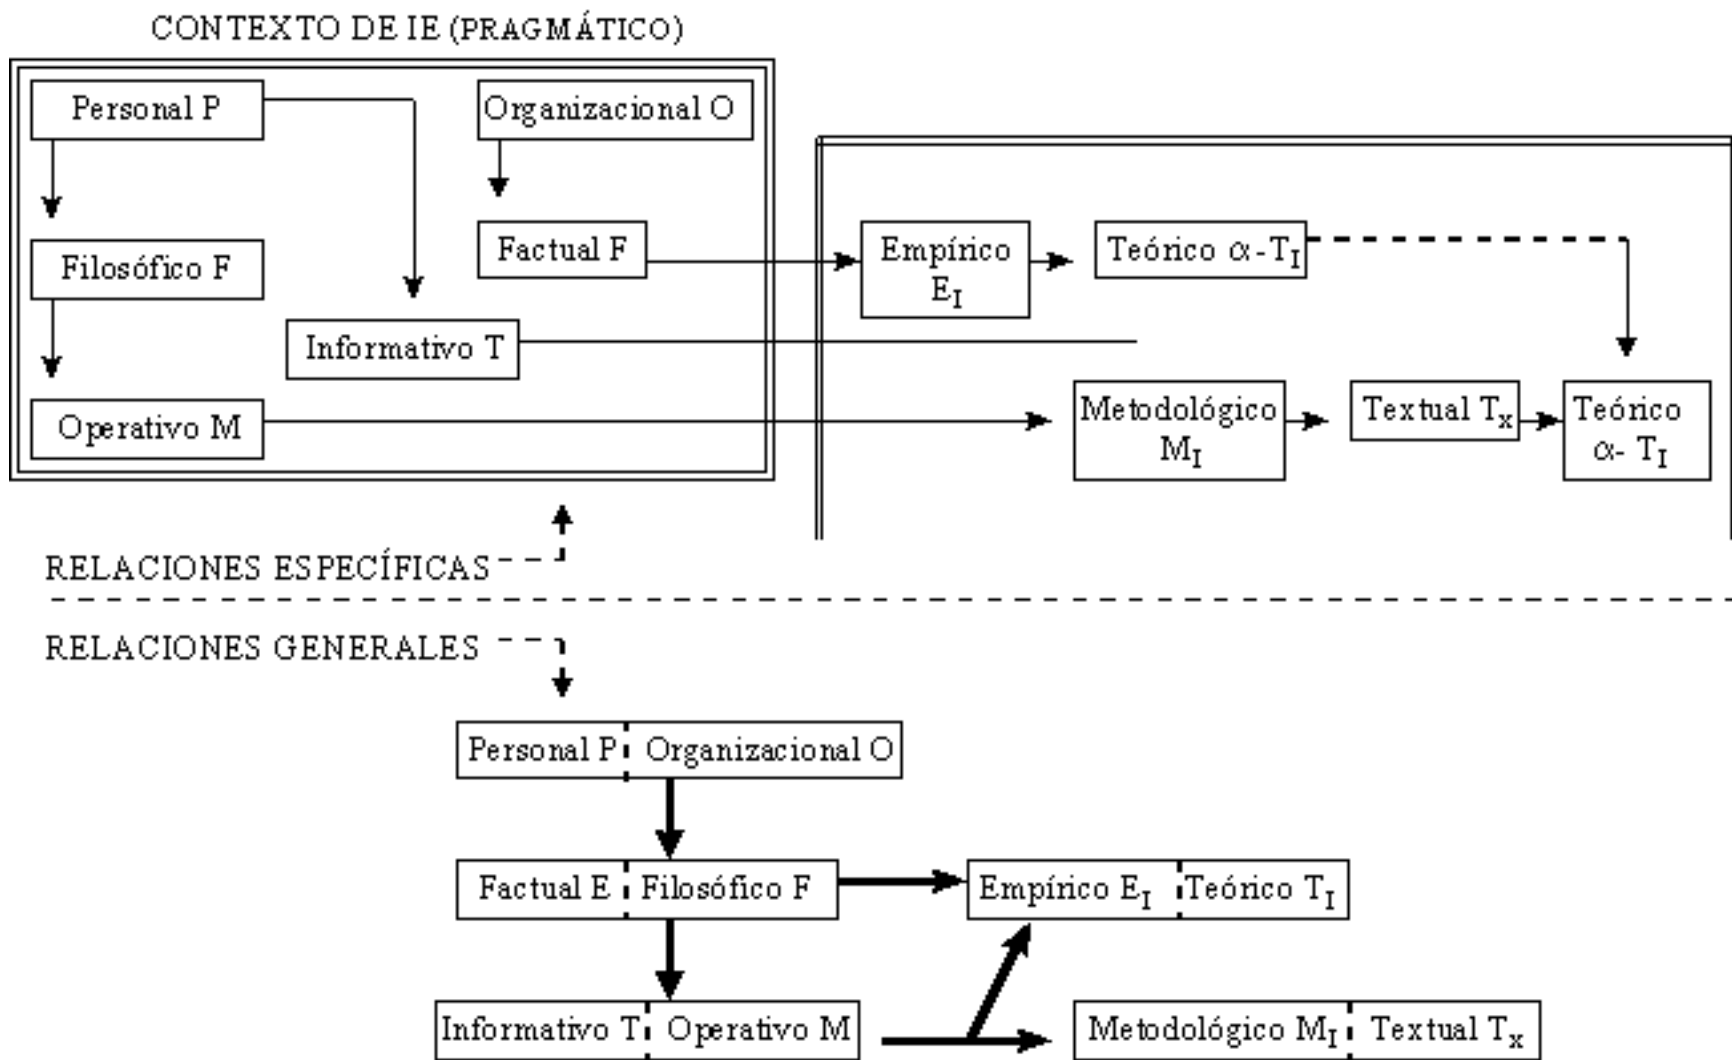 CONTEXTO DE IE (PRAGMÁTICO)
Personal P
Organizacional O
Filosófico F
Factual F
Empírico
E_I
Teórico α-T_I
Informativo T
Operativo M
Metodológico
M_I
Textual T_x
Teórico
α- T_I
RELACIONES ESPECÍFICAS
RELACIONES GENERALES
Personal P Organizacional O
Factual E Filosófico F
Empírico E_I Teórico T_I
Informativo T Operativo M
Metodológico M_I Textual T_x